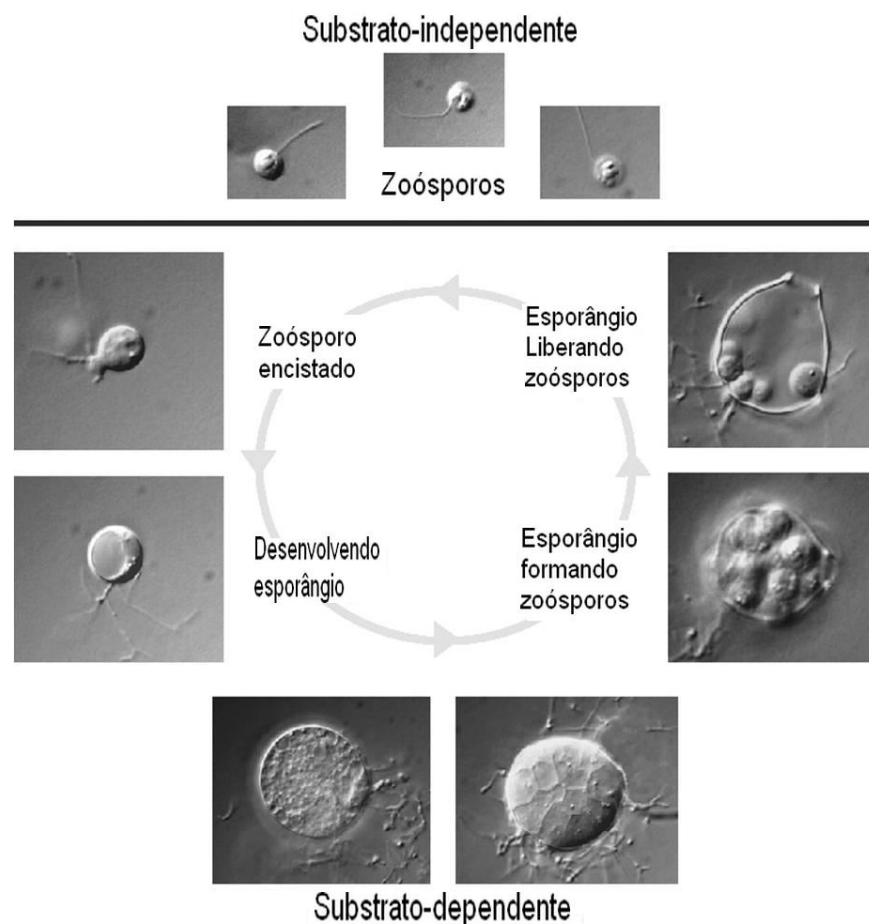 Substrato-independente
Zoósporos
Zoósporo
encistado
Esporângio
Liberando
zoósporos
Desenvolvendo
esporângio
Esporângio
formando
zoósporos
Substrato-dependente